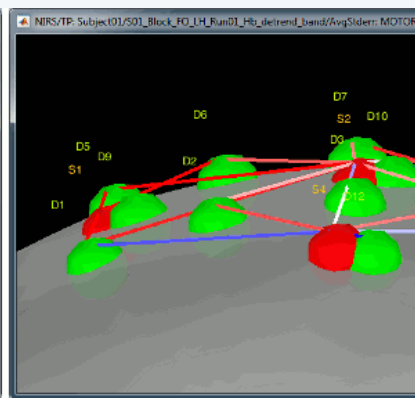 NIRS/TP: Subject01/S01_Block_FO_LH_Run01_Hb_detrend_band/AvgStderr: MOTOR
D7
D6
S2
D10
D5
D3
D9
D2
S1
S4
D12
D1